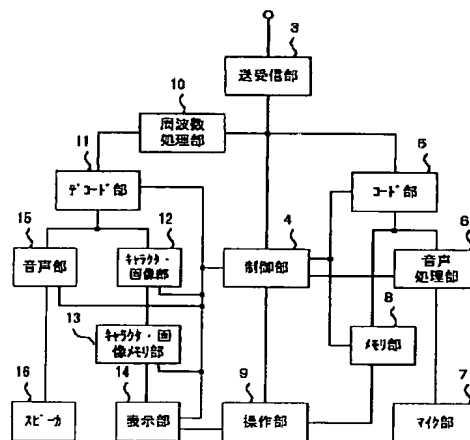 3
送受信部
10
周波数
処理部
11
デコード部
5
コード部
15
音声部
12
キャラクタ・
画像部
4
制御部
6
音声
処理部
13
キャラクタ・画
像メモリ部
8
メモリ部
16
スピーカ
14
表示部
9
操作部
7
マイク部